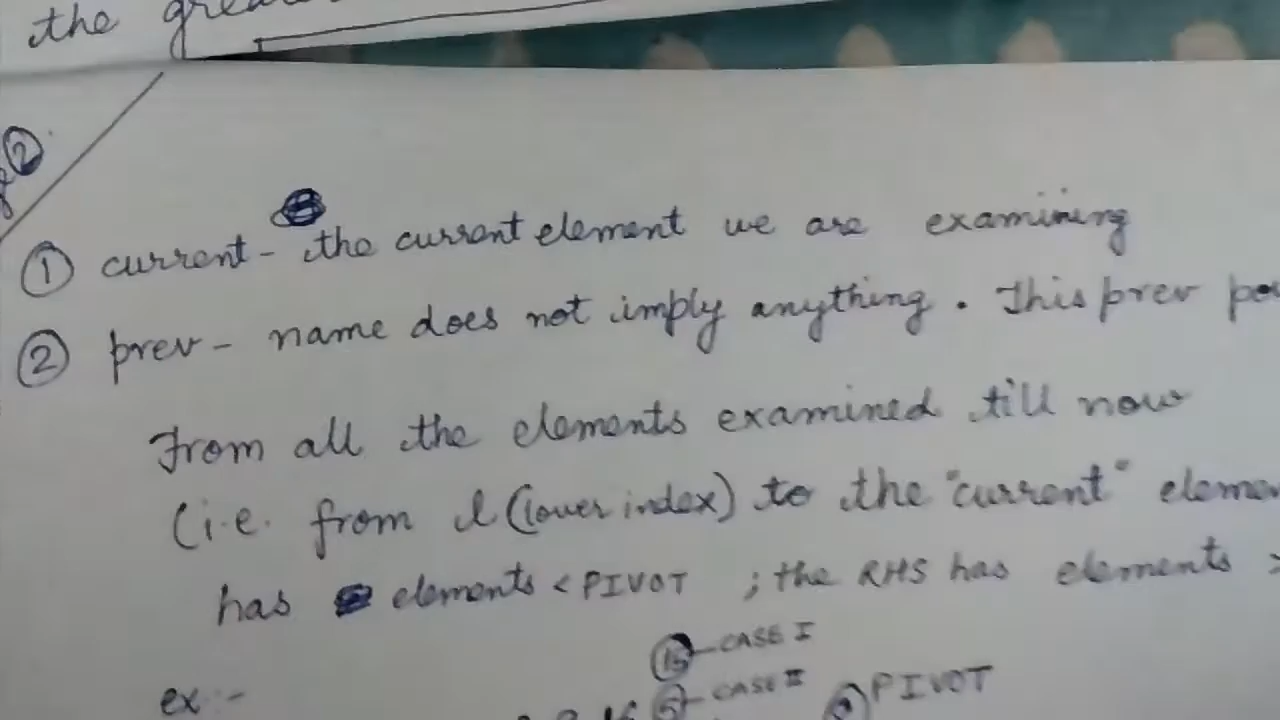 the
②
① current - the current element we are examining
② prev - name does not imply anything. This prev
From all the elements examined till now
(i.e. from l (lower index) to the "current"
has elements < PIVOT ; the RHS has elements
CASE I
CASE II
PIVOT
ex :-